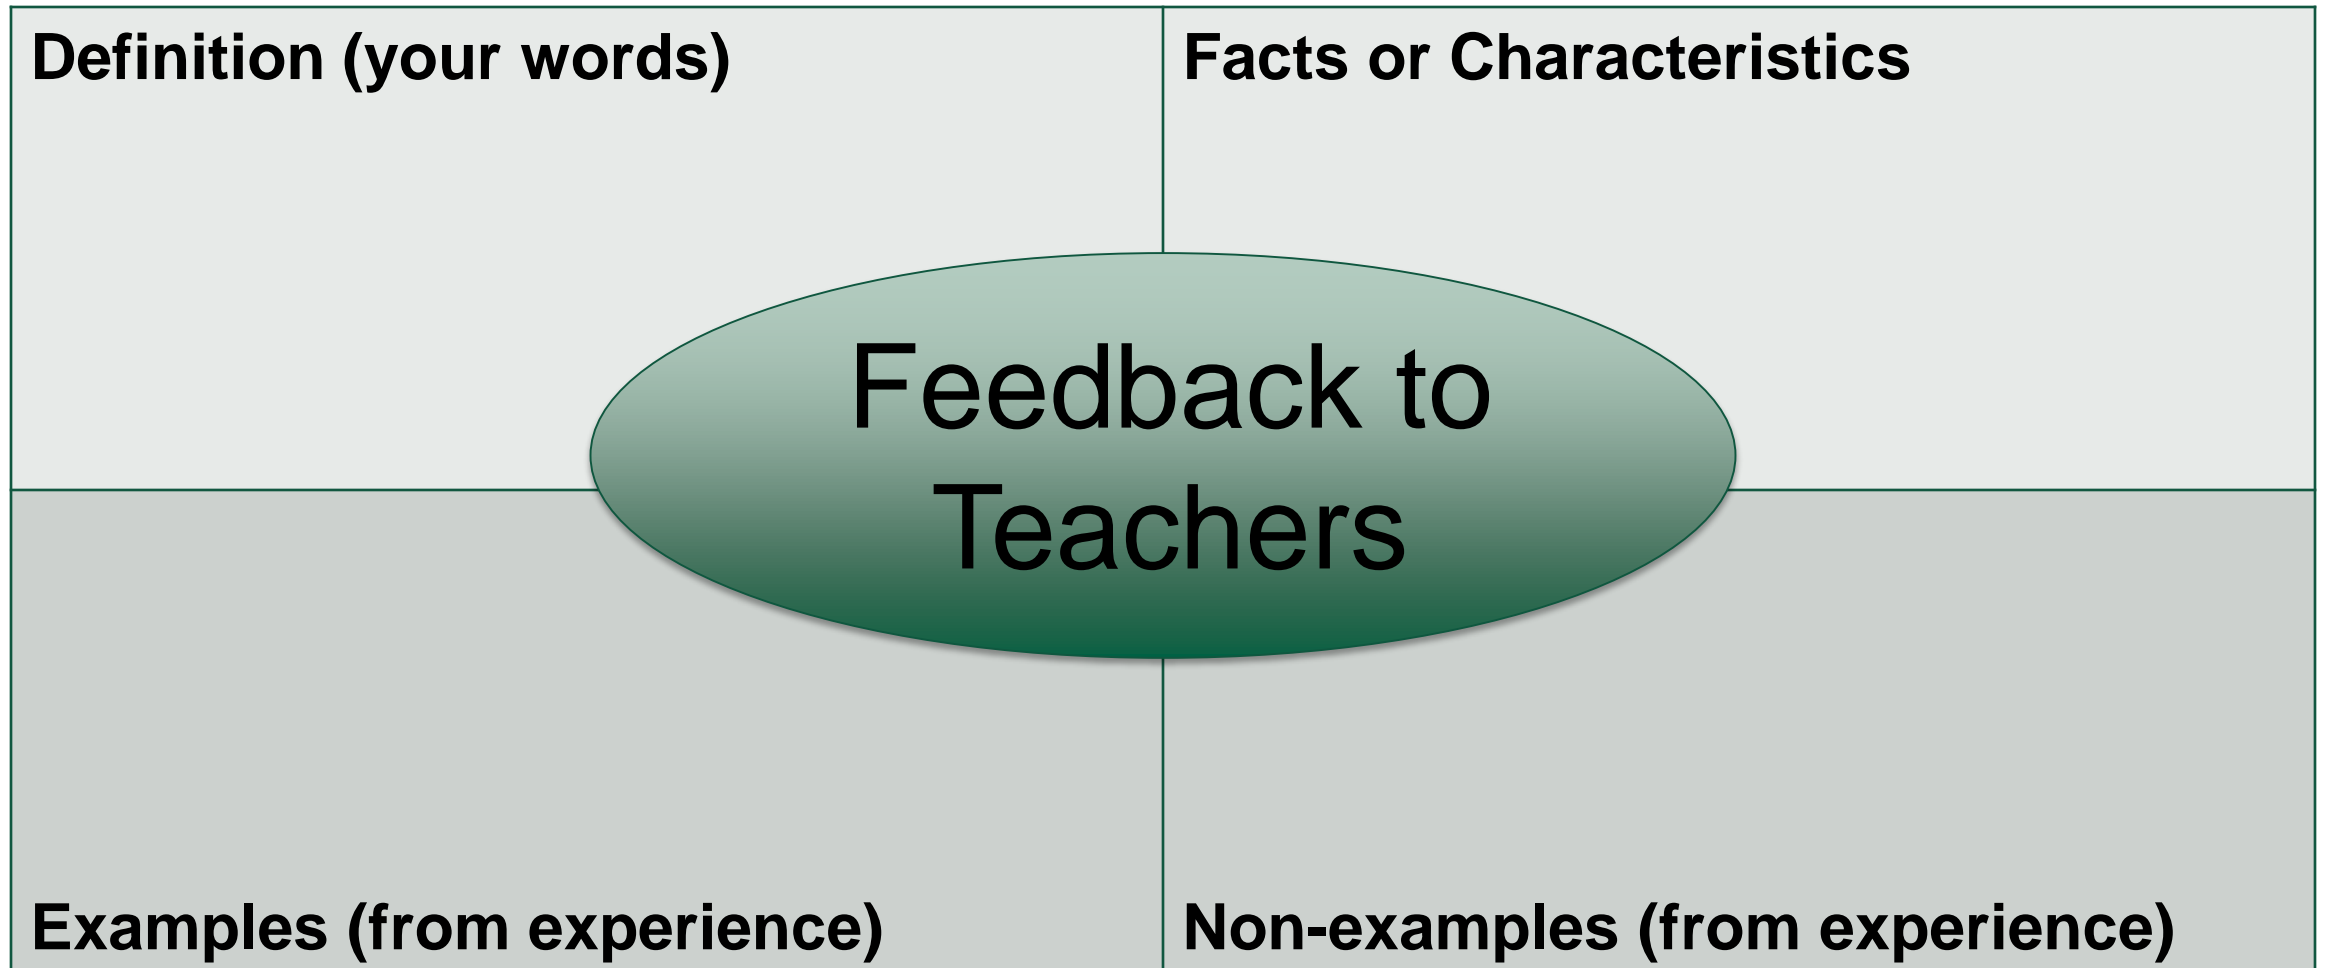 Definition (your words)
Facts or Characteristics
Feedback to
Teachers
Examples (from experience)
Non-examples (from experience)